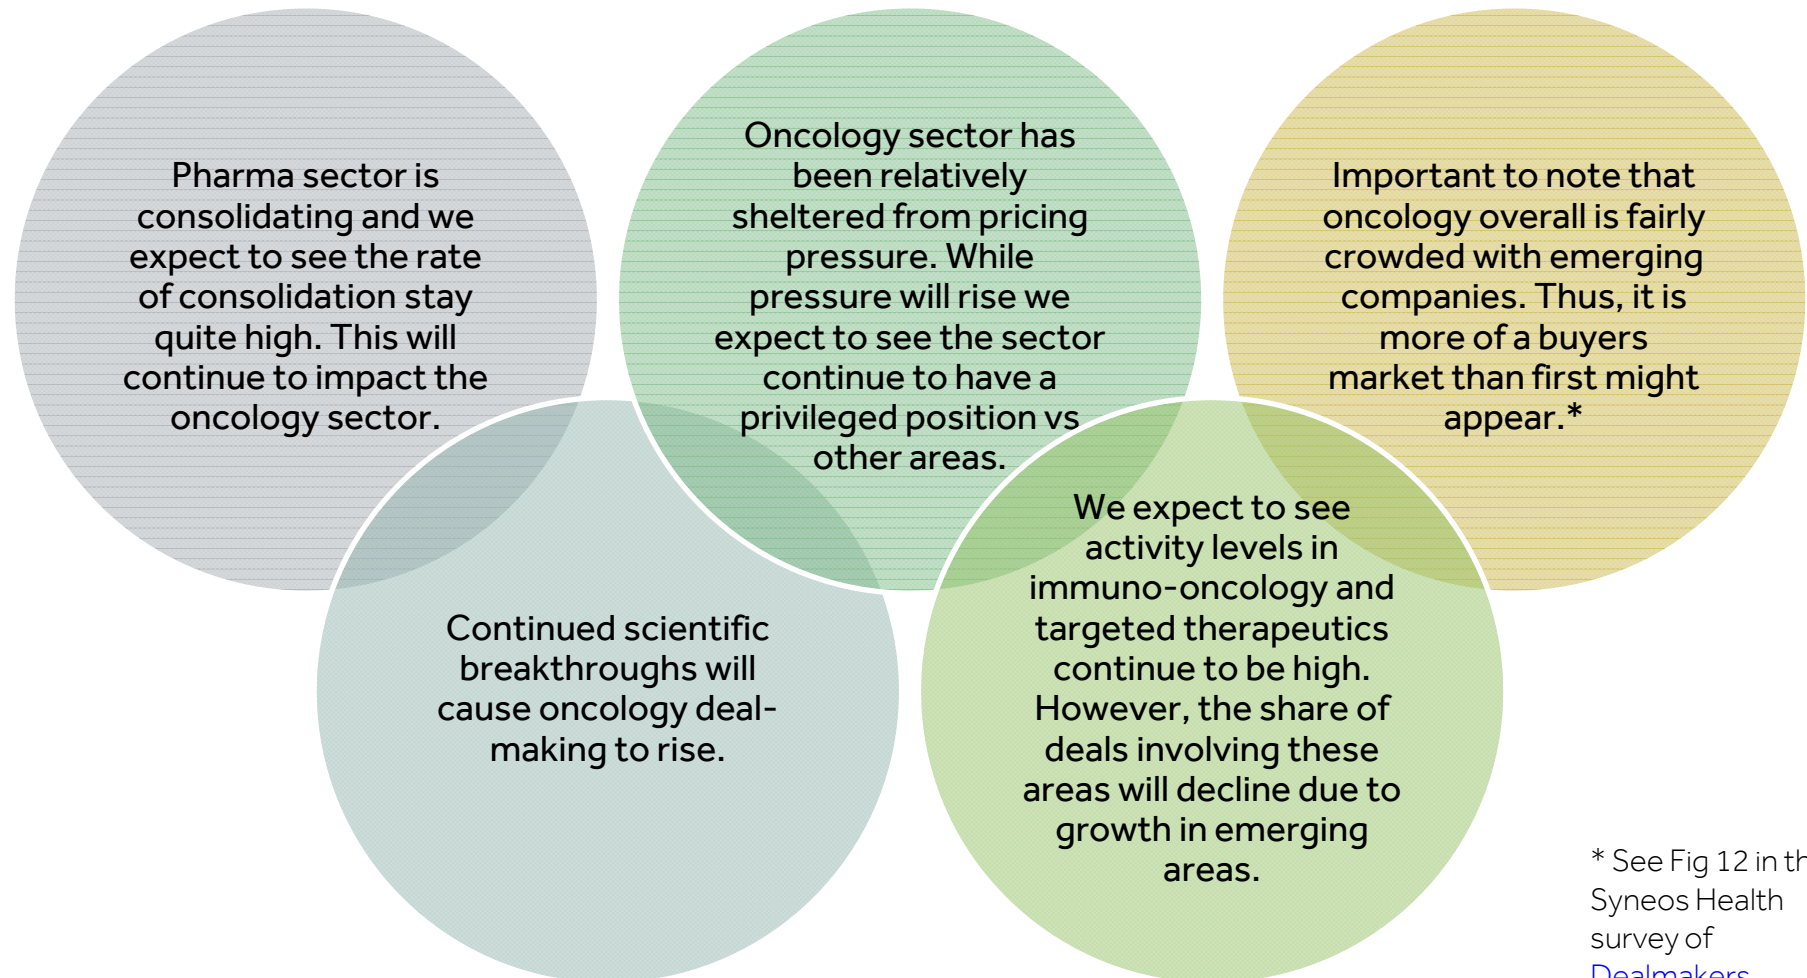 Pharma sector is
consolidating and we
expect to see the rate
of consolidation stay
quite high. This will
continue to impact the
oncology sector.
Oncology sector has
been relatively
sheltered from pricing
pressure. While
pressure will rise we
expect to see the sector
continue to have a
privileged position vs
other areas.
Important to note that
oncology overall is fairly
crowded with emerging
companies. Thus, it is
more of a buyers
market than first might
appear.*
Continued scientific
breakthroughs will
cause oncology deal-
making to rise.
We expect to see
activity levels in
immuno-oncology and
targeted therapeutics
continue to be high.
However, the share of
deals involving these
areas will decline due to
growth in emerging
areas.
* See Fig 12 in th
Syneos Health
survey of
Dealmakers